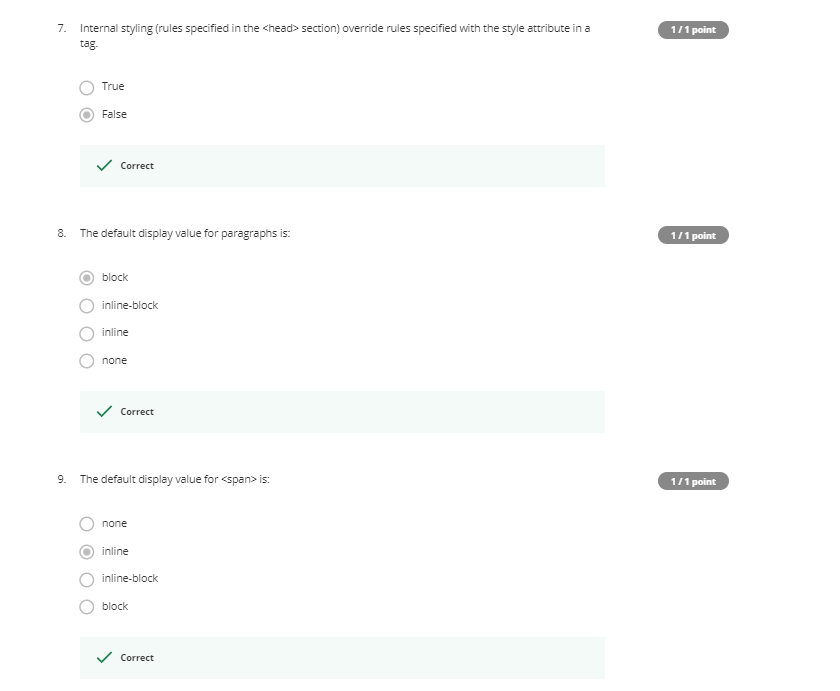 7. Internal styling (rules specified in the <head> section) override rules specified with the style attribute in a
tag.
1 / 1 point
True
False
Correct
8. The default display value for paragraphs is:
1 / 1 point
block
inline-block
inline
none
Correct
9. The default display value for <span> is:
1 / 1 point
none
inline
inline-block
block
Correct